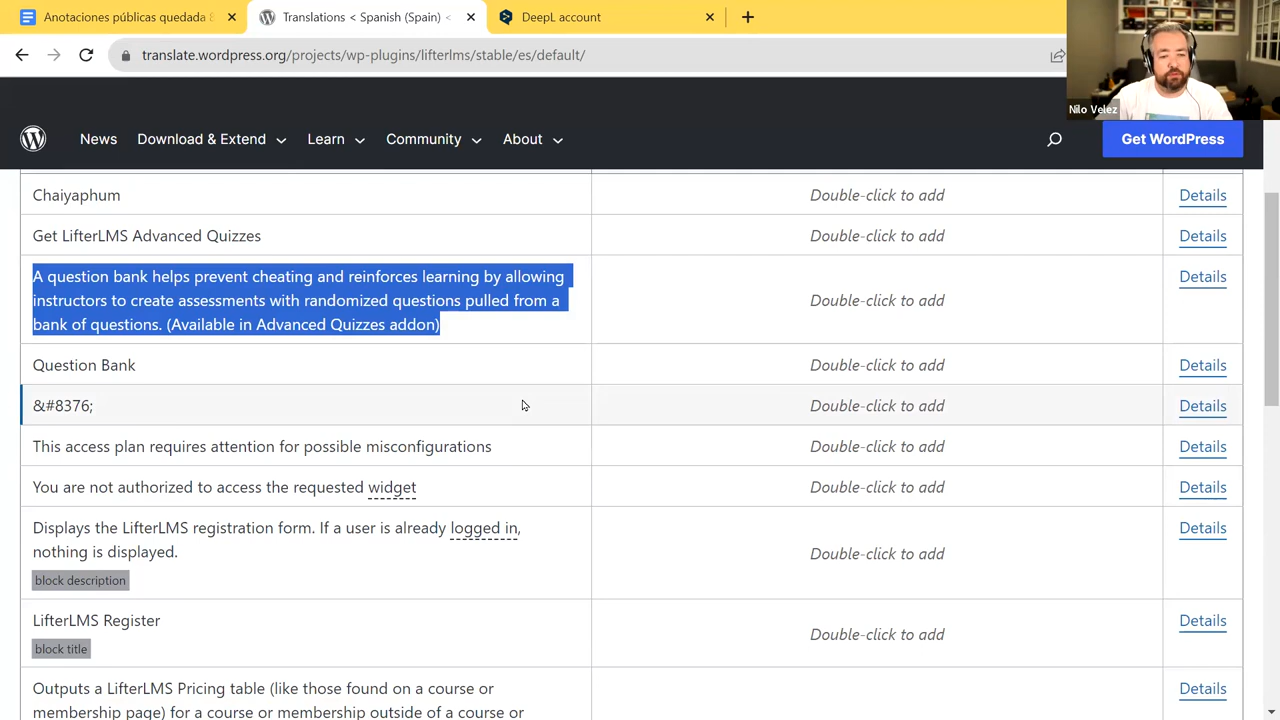 Anotaciones públicas quedada 8
Translations < Spanish (Spain) <
DeepL account
translate.wordpress.org/projects/wp-plugins/lifterlms/stable/es/default/
Nilo Velez
News
Download & Extend
Learn
Community
About
Get WordPress
Chaiyaphum
Double-click to add
Details
Get LifterLMS Advanced Quizzes
Double-click to add
Details
A question bank helps prevent cheating and reinforces learning by allowing
instructors to create assessments with randomized questions pulled from a
bank of questions. (Available in Advanced Quizzes addon)
Double-click to add
Details
Question Bank
Double-click to add
Details
&#8376;
Double-click to add
Details
This access plan requires attention for possible misconfigurations
Double-click to add
Details
You are not authorized to access the requested widget
Double-click to add
Details
Displays the LifterLMS registration form. If a user is already logged in,
nothing is displayed.
block description
Double-click to add
Details
LifterLMS Register
block title
Double-click to add
Details
Outputs a LifterLMS Pricing table (like those found on a course or
membership page) for a course or membership outside of a course or
Details